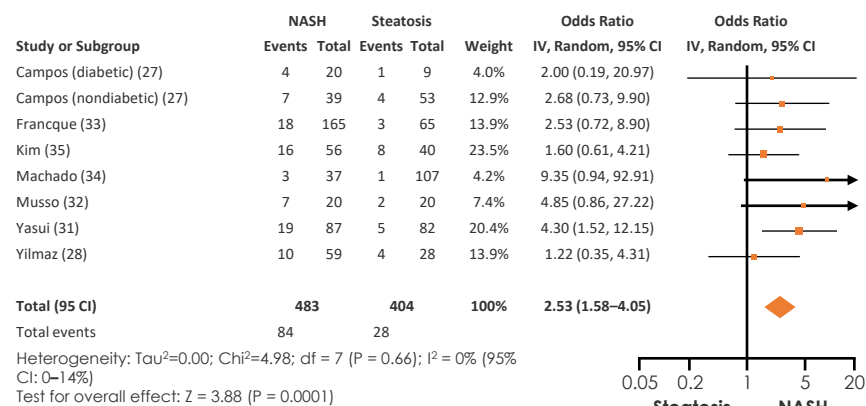 NASH Steatosis Odds Ratio Odds Ratio
Study or Subgroup Events Total Events Total Weight IV, Random, 95% CI IV, Random, 95% CI
Campos (diabetic) (27) 4 20 1 9 4.0% 2.00 (0.19, 20.97)
Campos (nondiabetic) (27) 7 39 4 53 12.9% 2.68 (0.73, 9.90)
Francque (33) 18 165 3 65 13.9% 2.53 (0.72, 8.90)
Kim (35) 16 56 8 40 23.5% 1.60 (0.61, 4.21)
Machado (34) 3 37 1 107 4.2% 9.35 (0.94, 92.91)
Musso (32) 7 20 2 20 7.4% 4.85 (0.86, 27.22)
Yasui (31) 19 87 5 82 20.4% 4.30 (1.52, 12.15)
Yilmaz (28) 10 59 4 28 13.9% 1.22 (0.35, 4.31)
Total (95 CI) 483 404 100% 2.53 (1.58–4.05)
Total events 84 28
Heterogeneity: Tau²=0.00; Chi²=4.98; df = 7 (P = 0.66); I² = 0% (95%
CI: 0–14%)
Test for overall effect: Z = 3.88 (P = 0.0001)
0.05 0.2 1 5 20
Steatosis NASH